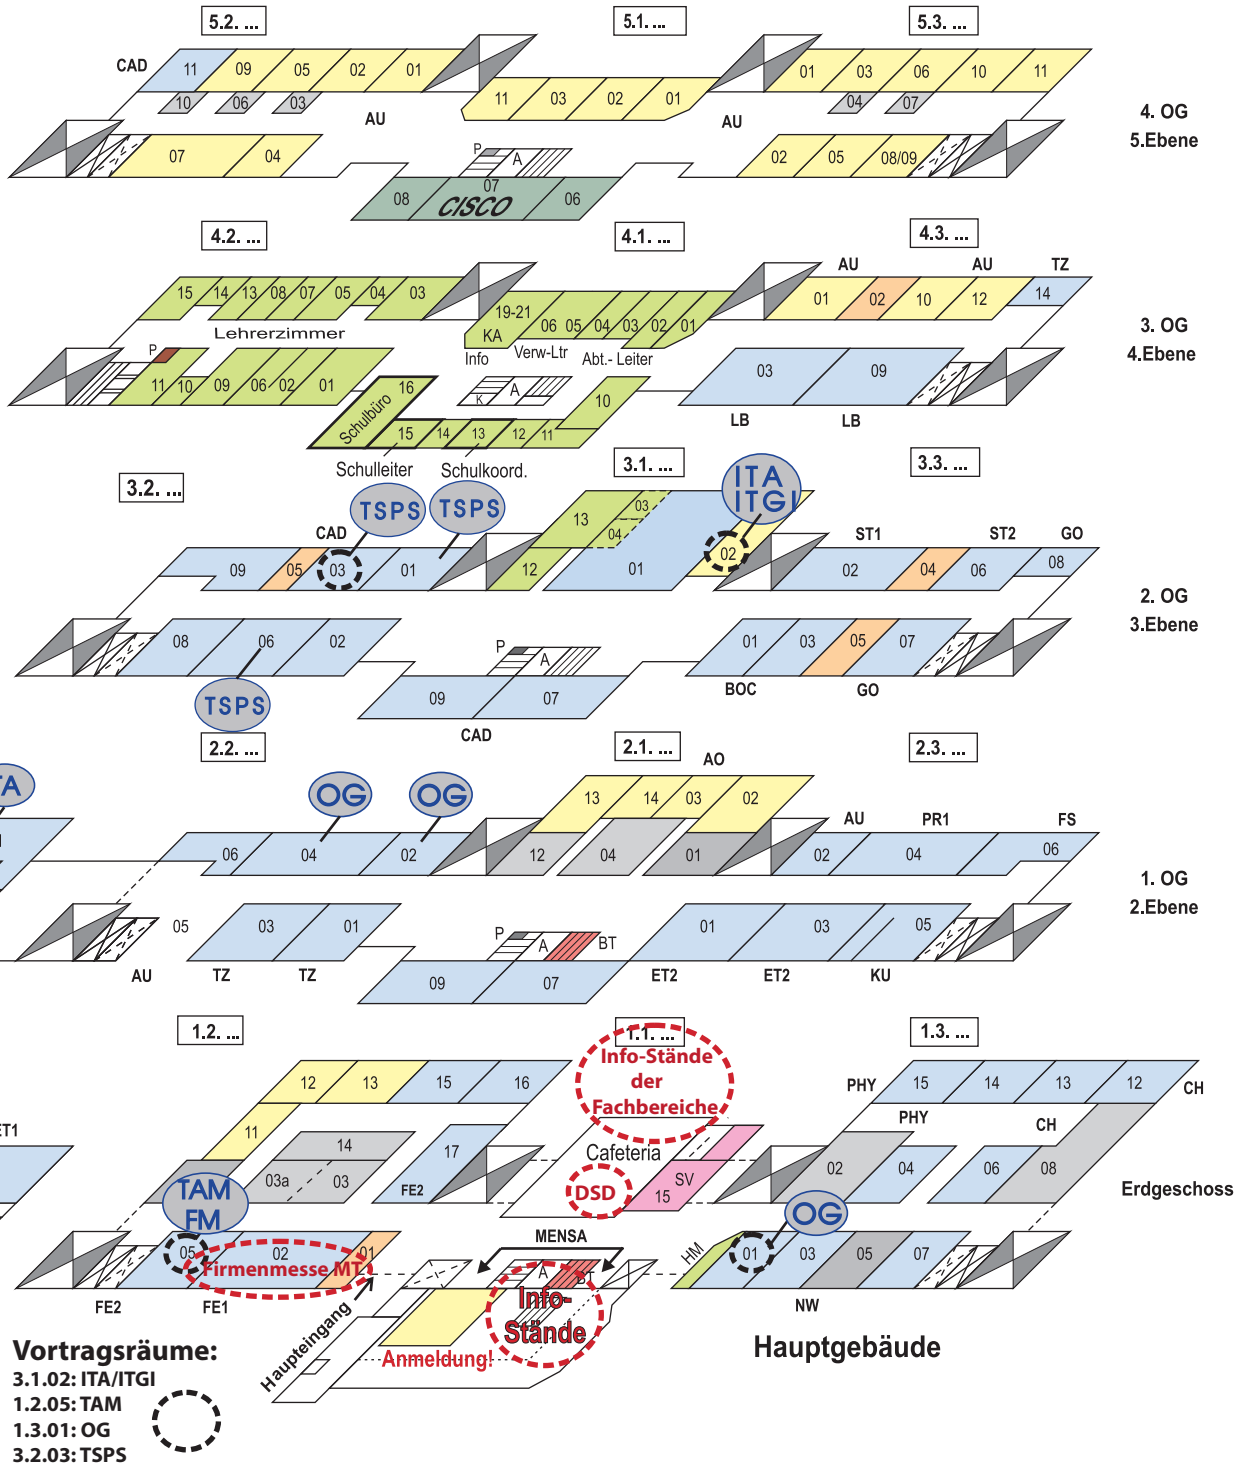 5.2. ...
5.1. ...
5.3. ...
CAD
11
09
05
02
01
10
06
03
AU
07
04
11
03
02
01
AU
P
A
08
07
06
CISCO
01
03
06
10
11
04
07
02
05
08/09
4. OG
5.Ebene
4.2. ...
4.1. ...
4.3. ...
15
14
13
08
07
05
04
03
Lehrerzimmer
P
11
10
09
06
02
01
19-21
KA
06
05
04
03
02
01
Info
Verw-Ltr
Abt.- Leiter
K
A
Schulbüro
16
15
14
13
12
11
10
Schulleiter
Schulkoord.
AU
AU
TZ
01
02
10
12
14
03
09
LB
LB
3. OG
4.Ebene
3.2. ...
3.1. ...
3.3. ...
TSPS
TSPS
ITA
ITGI
CAD
09
05
03
01
13
03
04
12
01
02
ST1
ST2
GO
02
04
06
08
08
06
02
TSPS
P
A
09
07
CAD
01
03
05
07
BOC
GO
2. OG
3.Ebene
2.2. ...
2.1. ...
2.3. ...
TA
OG
OG
AO
13
14
03
02
06
04
02
12
04
01
AU
PR1
FS
02
04
06
05
03
01
AU
TZ
TZ
P
A
BT
09
07
01
03
05
ET2
ET2
KU
1. OG
2.Ebene
1.2. ...
1.1. ...
1.3. ...
Info-Stände
der
Fachbereiche
12
13
15
16
11
14
03a
03
17
FE2
Cafeteria
DSD
SV
15
PHY
15
14
13
12
CH
PHY
CH
02
04
06
08
ET1
TAM
FM
OG
Erdgeschoss
05
02
01
Firmenmesse MT
FE2
FE1
MENSA
A
BT
Info-
Stände
Haupteingang
Anmeldung!
HM
01
03
05
07
NW
Hauptgebäude
Vortragsräume:
3.1.02: ITA/ITGI
1.2.05: TAM
1.3.01: OG
3.2.03: TSPS